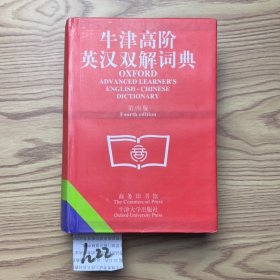 牛津高阶
英汉双解词典
OXFORD
ADVANCED LEARNER'S
ENGLISH-CHINESE
DICTIONARY
第四版
Fourth edition
商务印书馆
The Commercial Press
牛津大学出版社
Oxford University Press
h22